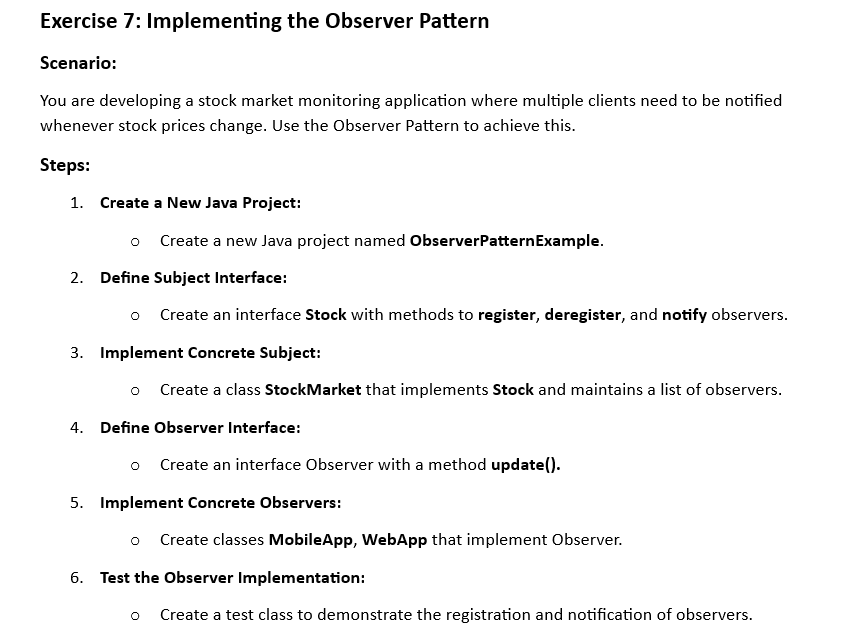 Exercise 7: Implementing the Observer Pattern
Scenario:
You are developing a stock market monitoring application where multiple clients need to be notified
whenever stock prices change. Use the Observer Pattern to achieve this.
Steps:
1. Create a New Java Project:
o Create a new Java project named ObserverPatternExample.
2. Define Subject Interface:
o Create an interface Stock with methods to register, deregister, and notify observers.
3. Implement Concrete Subject:
o Create a class StockMarket that implements Stock and maintains a list of observers.
4. Define Observer Interface:
o Create an interface Observer with a method update().
5. Implement Concrete Observers:
o Create classes MobileApp, WebApp that implement Observer.
6. Test the Observer Implementation:
o Create a test class to demonstrate the registration and notification of observers.